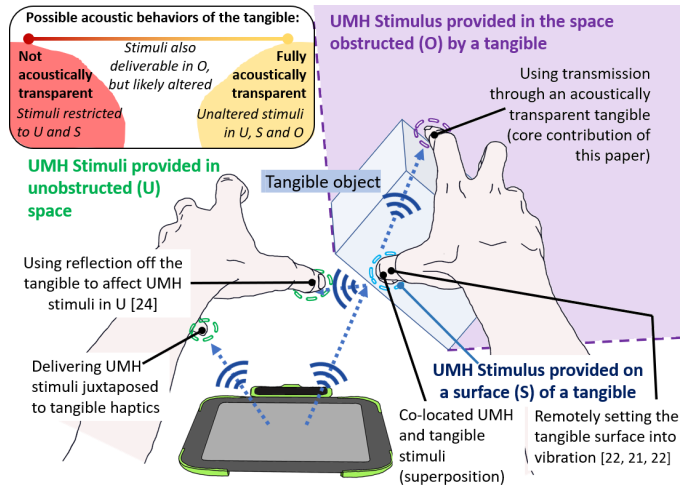 Possible acoustic behaviors of the tangible:
Not
acoustically
transparent
Stimuli restricted
to U and S
Stimuli also
deliverable in O,
but likely altered
Fully
acoustically
transparent
Unaltered stimuli
in U, S and O
UMH Stimulus provided in the space
obstructed (O) by a tangible
Using transmission
through an acoustically
transparent tangible
(core contribution of
this paper)
UMH Stimuli provided in
unobstructed (U)
space
Tangible object
Using reflection off the
tangible to affect UMH
stimuli in U [24]
Delivering UMH
stimuli juxtaposed
to tangible haptics
UMH Stimulus provided on
a surface (S) of a tangible
Co-located UMH
and tangible
stimuli
(superposition)
Remotely setting the
tangible surface into
vibration [22, 21, 22]